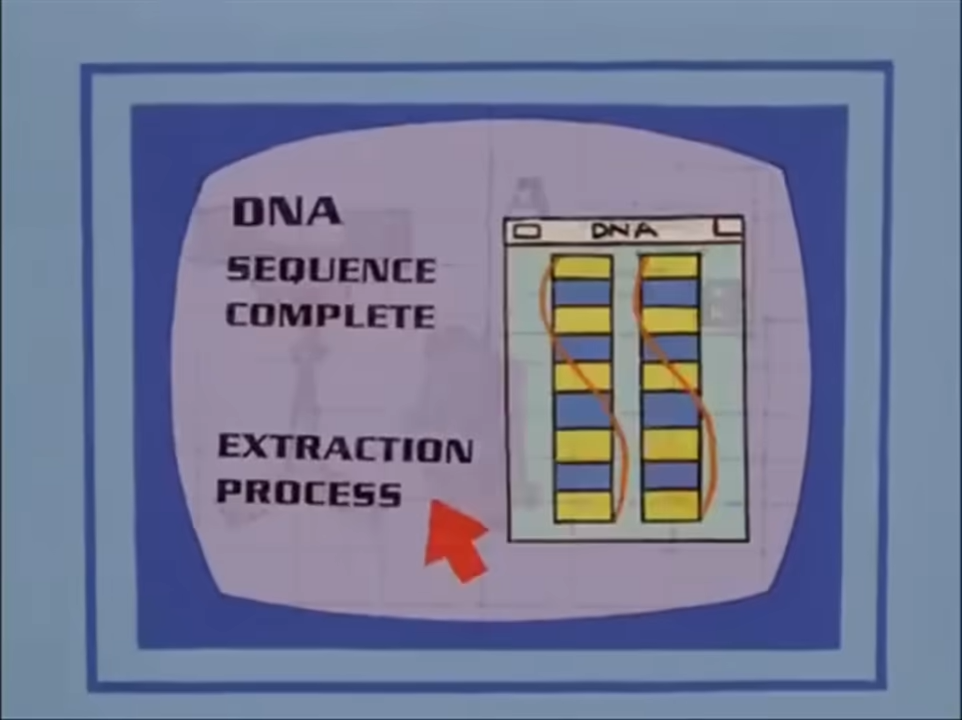 DNA
SEQUENCE
COMPLETE
EXTRACTION
PROCESS
DNA